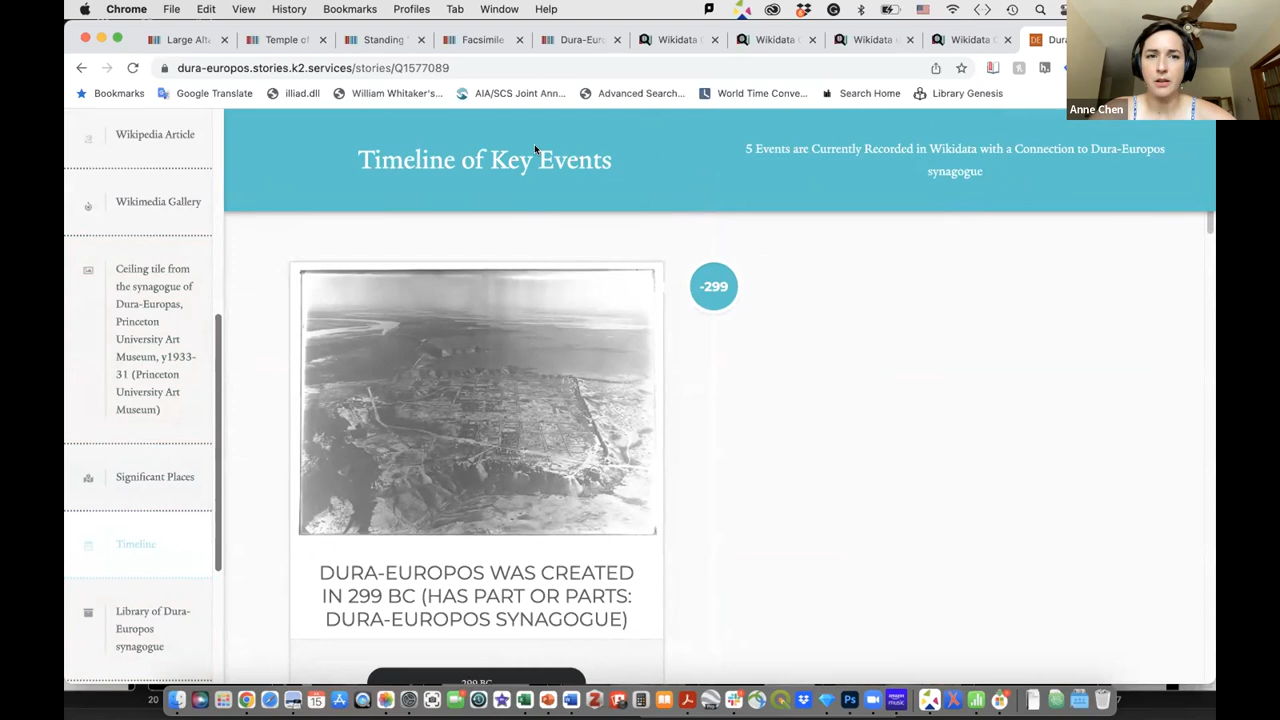 Chrome File Edit View History Bookmarks Profiles Tab Window Help
Large Alta Temple of Standing Facsimile Dura-Eur Wikidata Wikidata Wikidata Wikidata Dura
dura-europos.stories.k2.services/stories/Q1577089
Bookmarks Google Translate illiad.dll William Whitaker's... AIA/SCS Joint Ann... Advanced Search... World Time Conve... Search Home Library Genesis
Anne Chen
Wikipedia Article
Wikimedia Gallery
Ceiling tile from
the synagogue of
Dura-Europas,
Princeton
University Art
Museum, y1933-
31 (Princeton
University Art
Museum)
Significant Places
Timeline
Library of Dura-
Europos
synagogue
Timeline of Key Events
5 Events are Currently Recorded in Wikidata with a Connection to Dura-Europos
synagogue
-299
DURA-EUROPOS WAS CREATED
IN 299 BC (HAS PART OR PARTS:
DURA-EUROPOS SYNAGOGUE)
299 BC
20